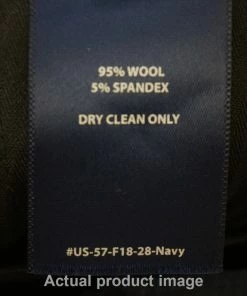 95% WOOL
5% SPANDEX
DRY CLEAN ONLY
#US-57-F18-28-Navy
Actual product image